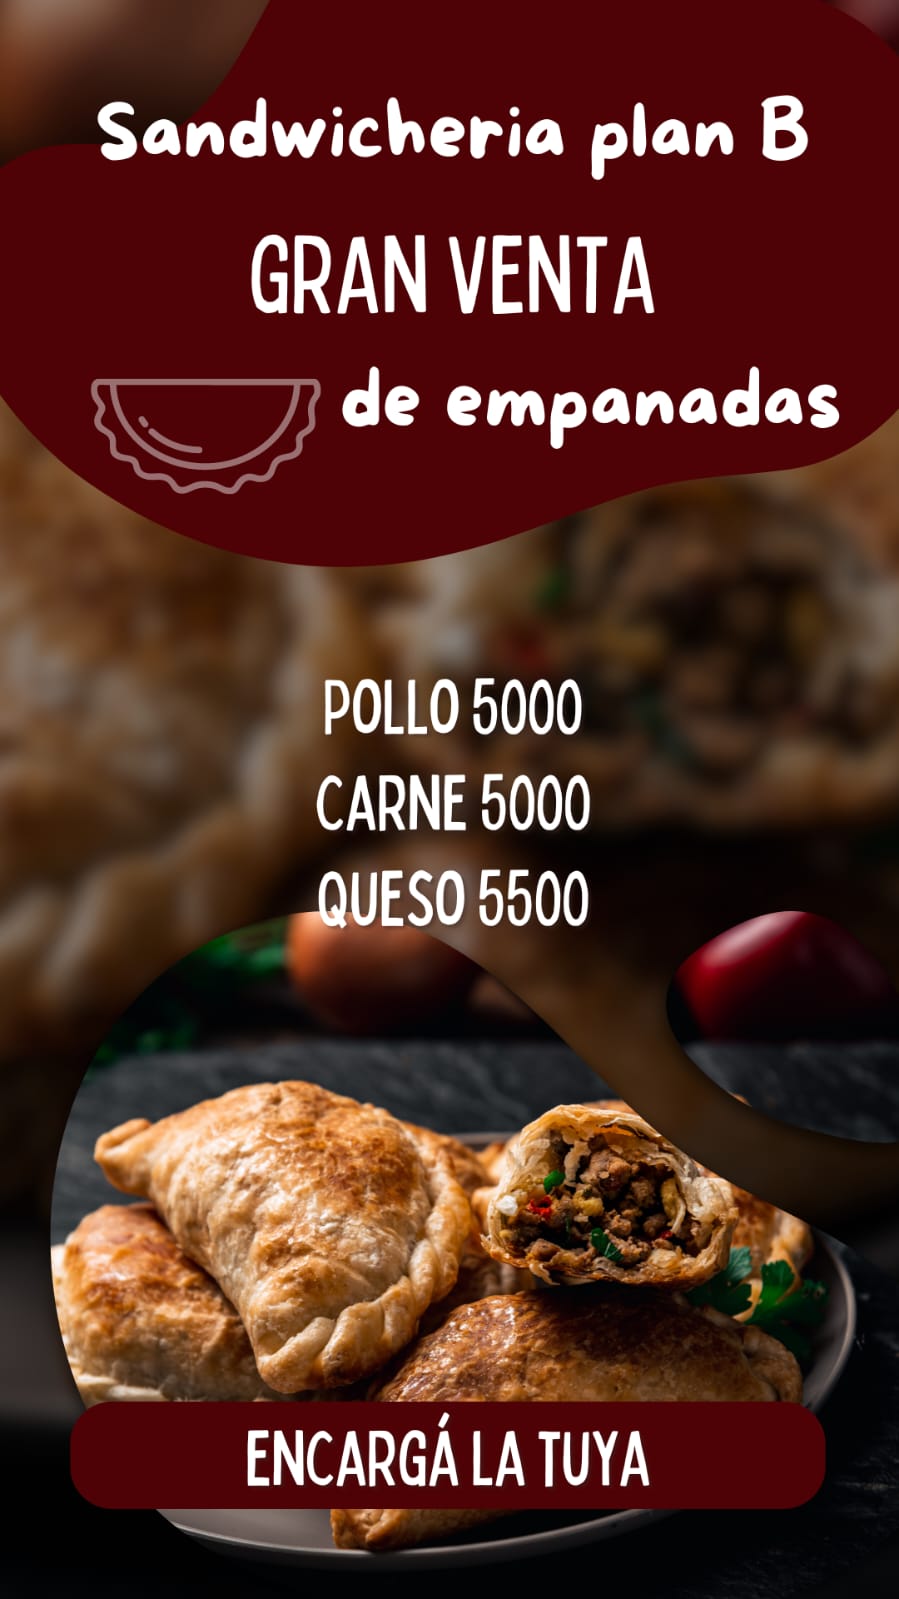 Sandwicheria plan B
GRAN VENTA
de empanadas
POLLO 5000
CARNE 5000
QUESO 5500
ENCARGÁ LA TUYA